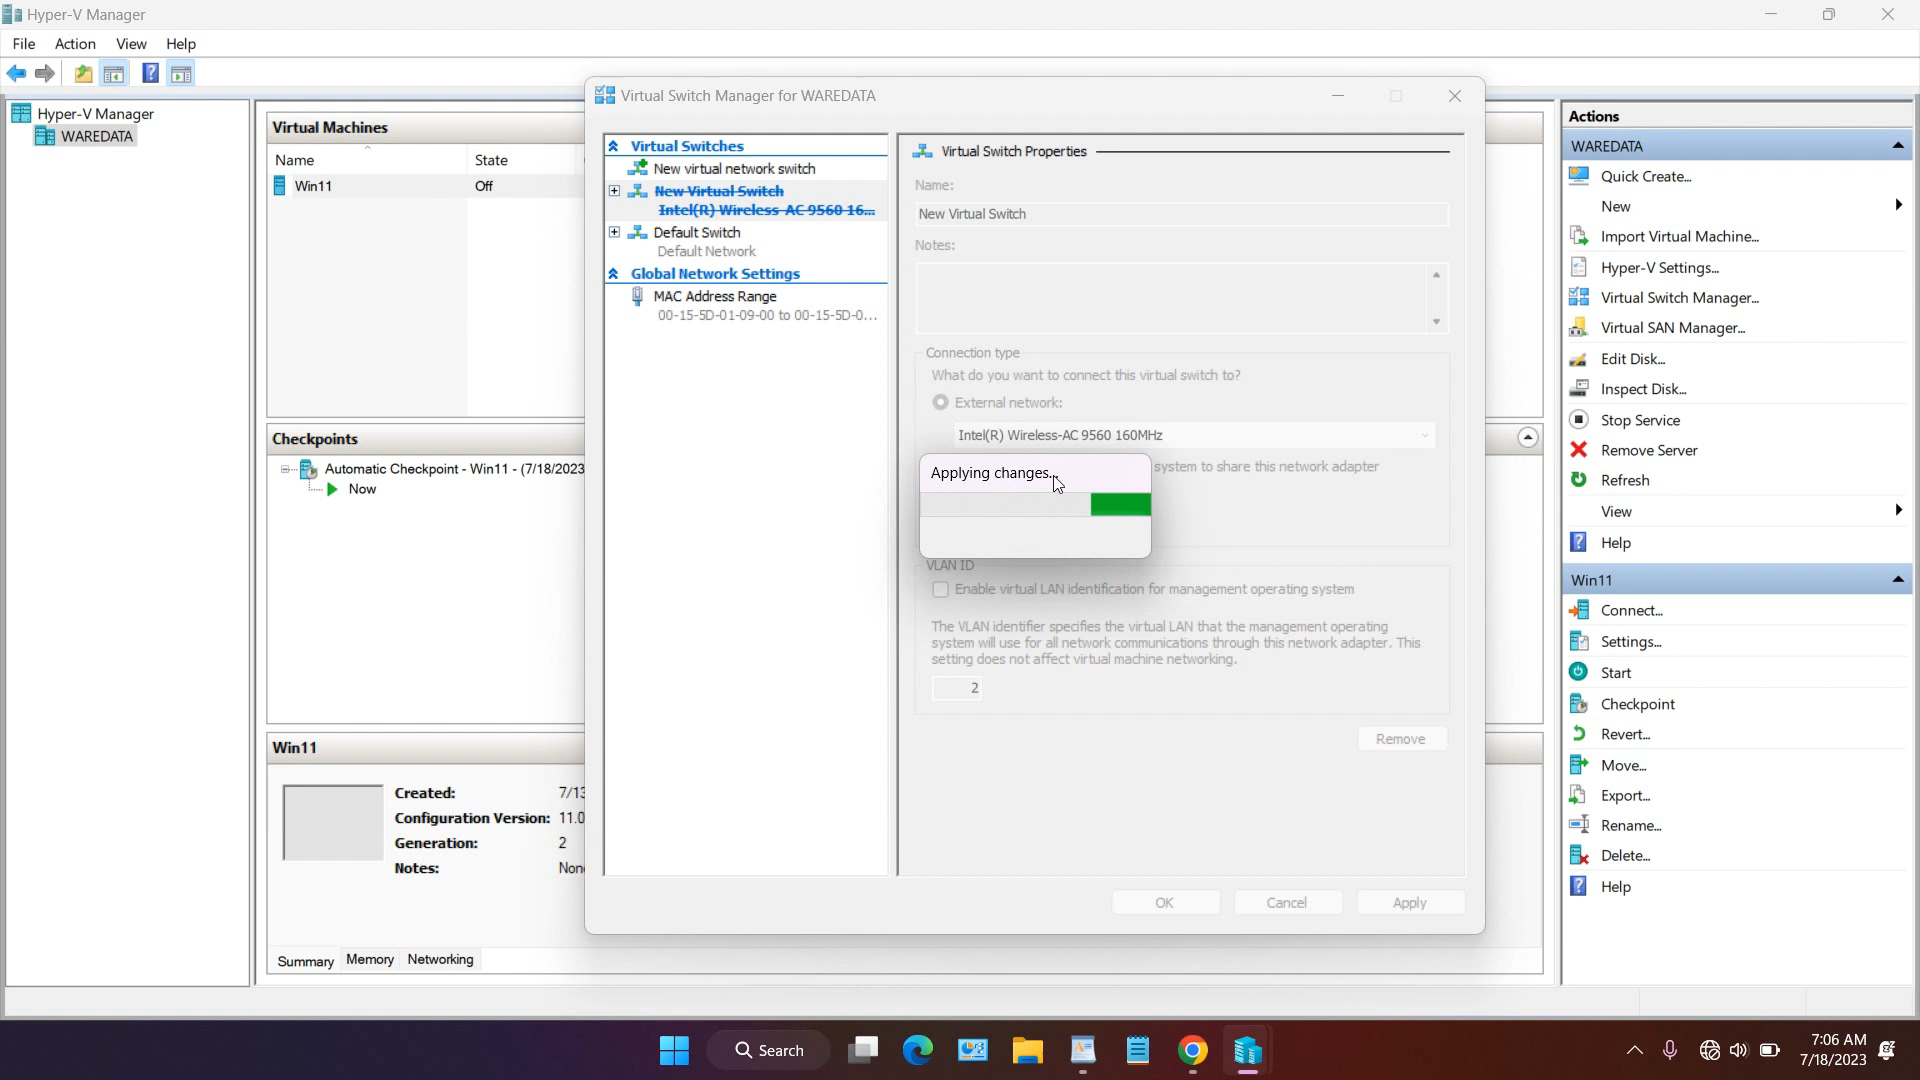 Hyper-V Manager
File Action View Help
Hyper-V Manager
WAREDATA
Virtual Machines
Name State
Win11 Off
Checkpoints
Automatic Checkpoint - Win11 - (7/18/2023
Now
Win11
Created: 7/13
Configuration Version: 11.0
Generation: 2
Notes:
Summary Memory Networking
Virtual Switch Manager for WAREDATA
Virtual Switches
New virtual network switch
New Virtual Switch
Intel(R) Wireless-AC 9560 16...
Default Switch
Default Network
Global Network Settings
MAC Address Range
00-15-5D-01-09-00 to 00-15-5D-0...
Virtual Switch Properties
Name:
New Virtual Switch
Notes:
Connection type
What do you want to connect this virtual switch to?
External network:
Intel(R) Wireless-AC 9560 160MHz
system to share this network adapter
Applying changes...
VLAN ID
Enable virtual LAN identification for management operating system
The VLAN identifier specifies the virtual LAN that the management operating
system will use for all network communications through this network adapter. This
setting does not affect virtual machine networking.
2
Remove
OK Cancel Apply
Actions
WAREDATA
Quick Create...
New
Import Virtual Machine...
Hyper-V Settings...
Virtual Switch Manager...
Virtual SAN Manager...
Edit Disk...
Inspect Disk...
Stop Service
Remove Server
Refresh
View
Help
Win11
Connect...
Settings...
Start
Checkpoint
Revert...
Move...
Export...
Rename...
Delete...
Help
Search
7:06 AM
7/18/2023